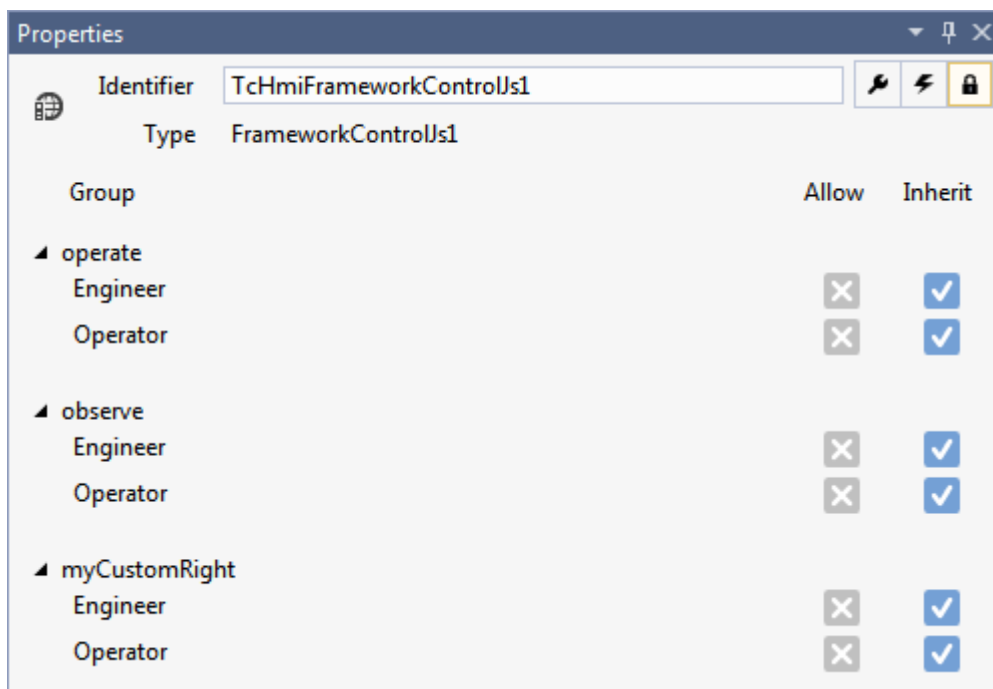 Properties
Identifier TcHmiFrameworkControlJs1
Type FrameworkControlJs1
Group Allow Inherit
operate
Engineer
Operator
observe
Engineer
Operator
myCustomRight
Engineer
Operator